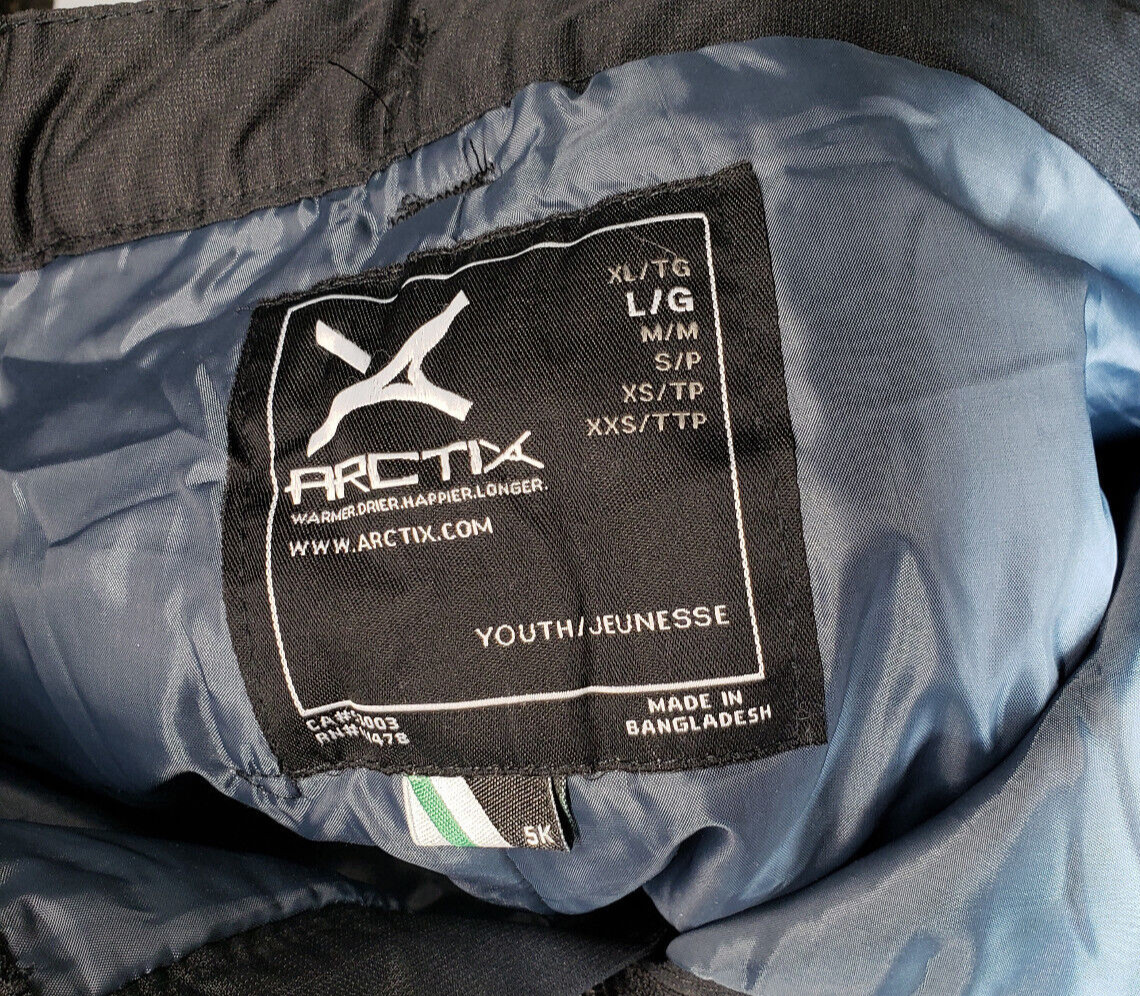 XL/TG
L/G
M/M
S/P
XS/TP
XXS/TTP
ARCTIX
WARMER.DRIER.HAPPIER.LONGER.
WWW.ARCTIX.COM
YOUTH/JEUNESSE
MADE IN
BANGLADESH
5K